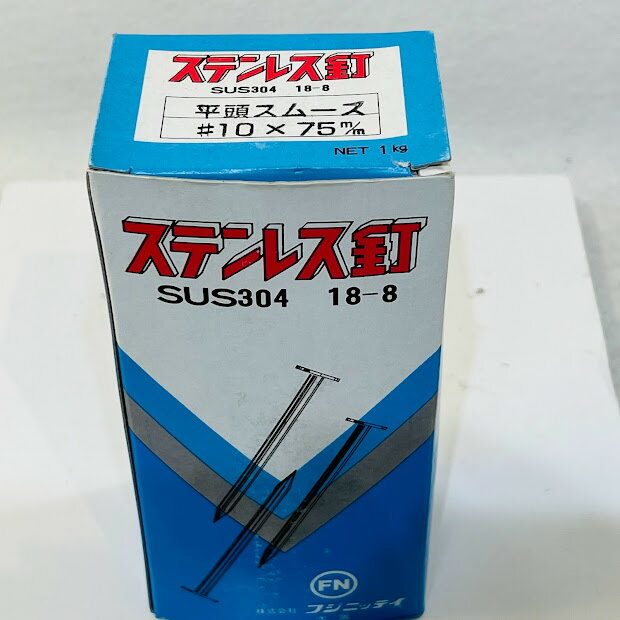 ステンレス釘
SUS304 18-8
平頭スムース
#10×75m/m
NET 1kg
ステンレス釘
SUS304 18-8
FN
株式会社 フジニッテイ